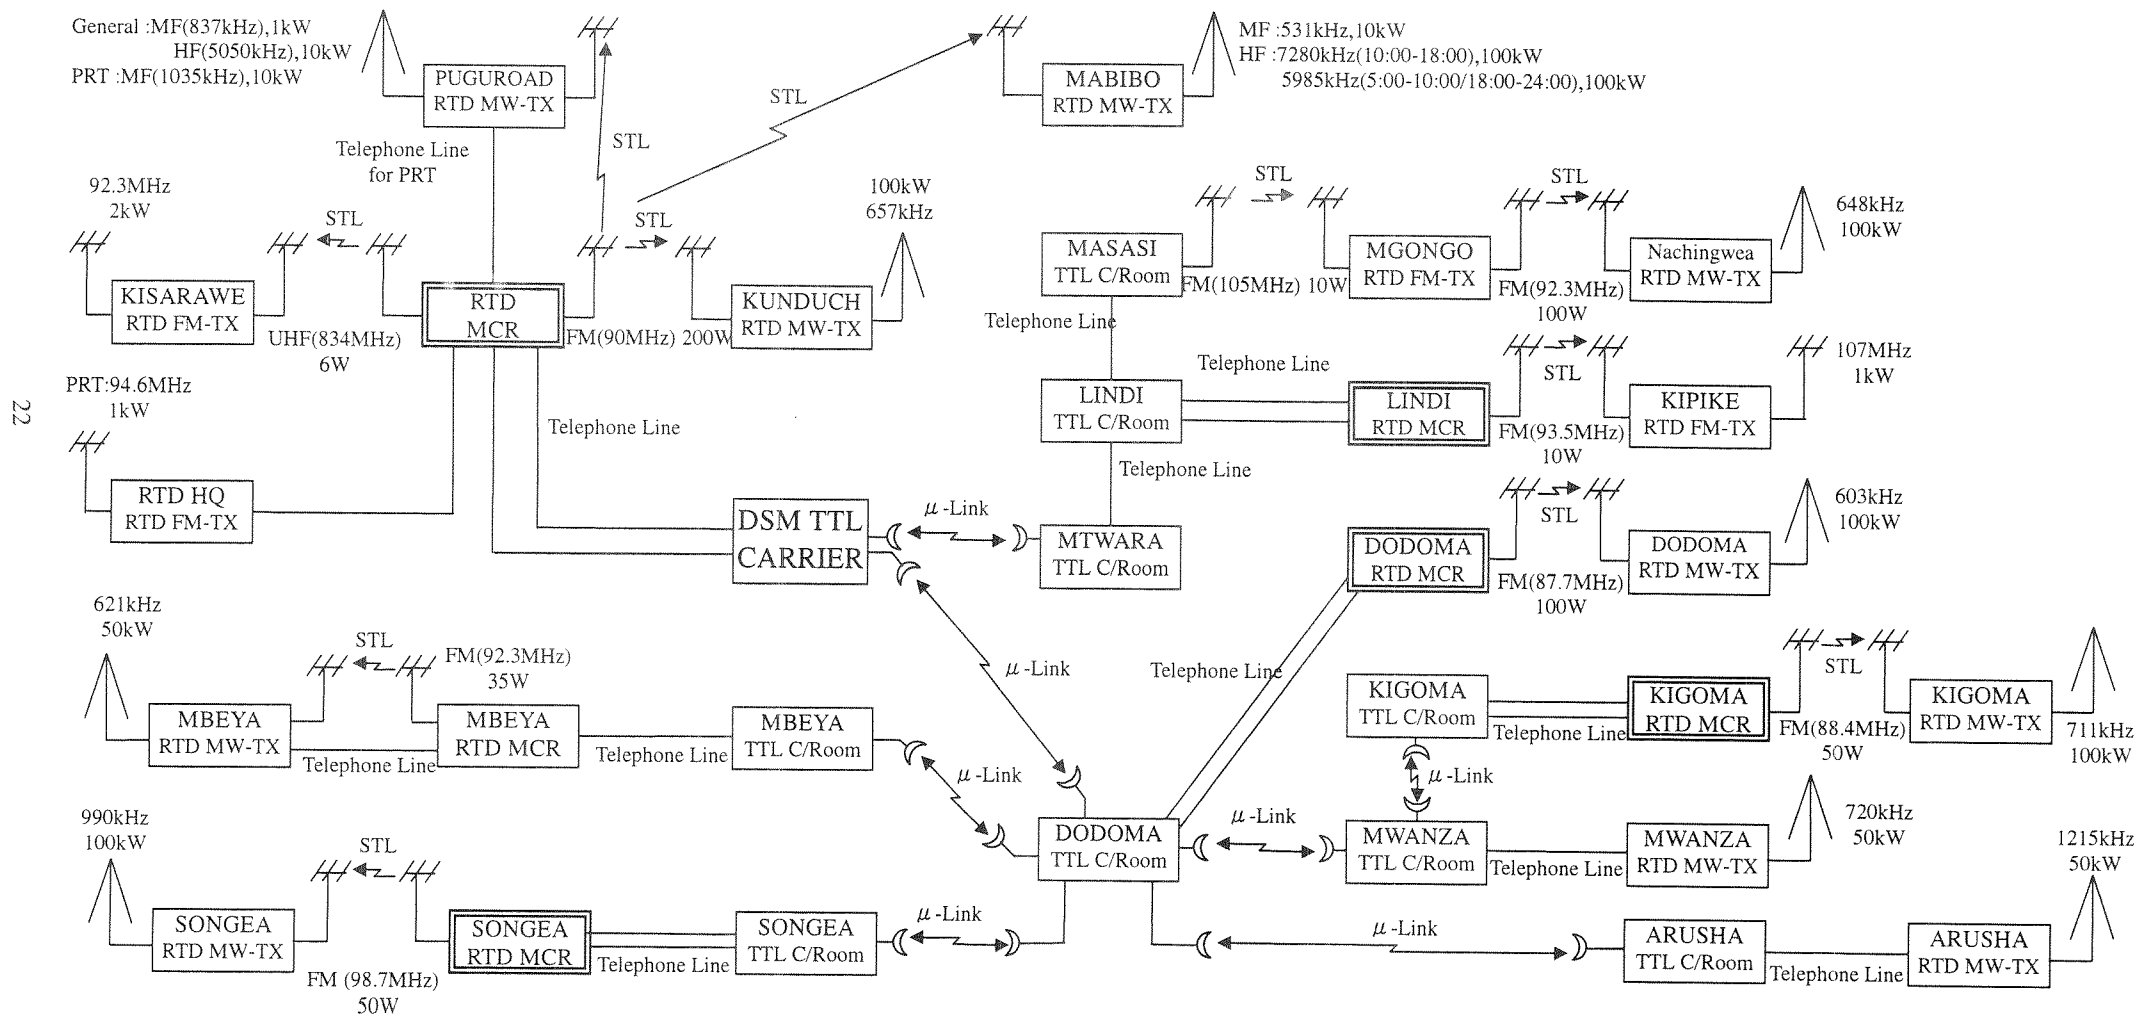 General :MF(837kHz),1kW
HF(5050kHz),10kW
PRT :MF(1035kHz),10kW
PUGUROAD
RTD MW-TX
STL
STL
MABIBO
RTD MW-TX
MF :531kHz,10kW
HF :7280kHz(10:00-18:00),100kW
5985kHz(5:00-10:00/18:00-24:00),100kW
Telephone Line
for PRT
92.3MHz
2kW
STL
KISARAWE
RTD FM-TX
UHF(834MHz)
6W
RTD
MCR
STL
FM(90MHz) 200W
KUNDUCH
RTD MW-TX
100kW
657kHz
PRT:94.6MHz
1kW
RTD HQ
RTD FM-TX
Telephone Line
22
MASASI
TTL C/Room
STL
FM(105MHz) 10W
MGONGO
RTD FM-TX
STL
FM(92.3MHz)
100W
Nachingwea
RTD MW-TX
648kHz
100kW
Telephone Line
LINDI
TTL C/Room
Telephone Line
LINDI
RTD MCR
STL
FM(93.5MHz)
10W
KIPIKE
RTD FM-TX
107MHz
1kW
Telephone Line
DSM TTL
CARRIER
μ-Link
MTWARA
TTL C/Room
DODOMA
RTD MCR
STL
FM(87.7MHz)
100W
DODOMA
RTD MW-TX
603kHz
100kW
621kHz
50kW
STL
FM(92.3MHz)
35W
MBEYA
RTD MW-TX
Telephone Line
MBEYA
RTD MCR
Telephone Line
MBEYA
TTL C/Room
μ-Link
μ-Link
Telephone Line
KIGOMA
TTL C/Room
Telephone Line
KIGOMA
RTD MCR
STL
FM(88.4MHz)
50W
KIGOMA
RTD MW-TX
711kHz
100kW
μ-Link
DODOMA
TTL C/Room
μ-Link
MWANZA
TTL C/Room
Telephone Line
MWANZA
RTD MW-TX
720kHz
50kW
990kHz
100kW
STL
SONGEA
RTD MW-TX
FM (98.7MHz)
50W
SONGEA
RTD MCR
Telephone Line
SONGEA
TTL C/Room
μ-Link
μ-Link
ARUSHA
TTL C/Room
Telephone Line
ARUSHA
RTD MW-TX
1215kHz
50kW